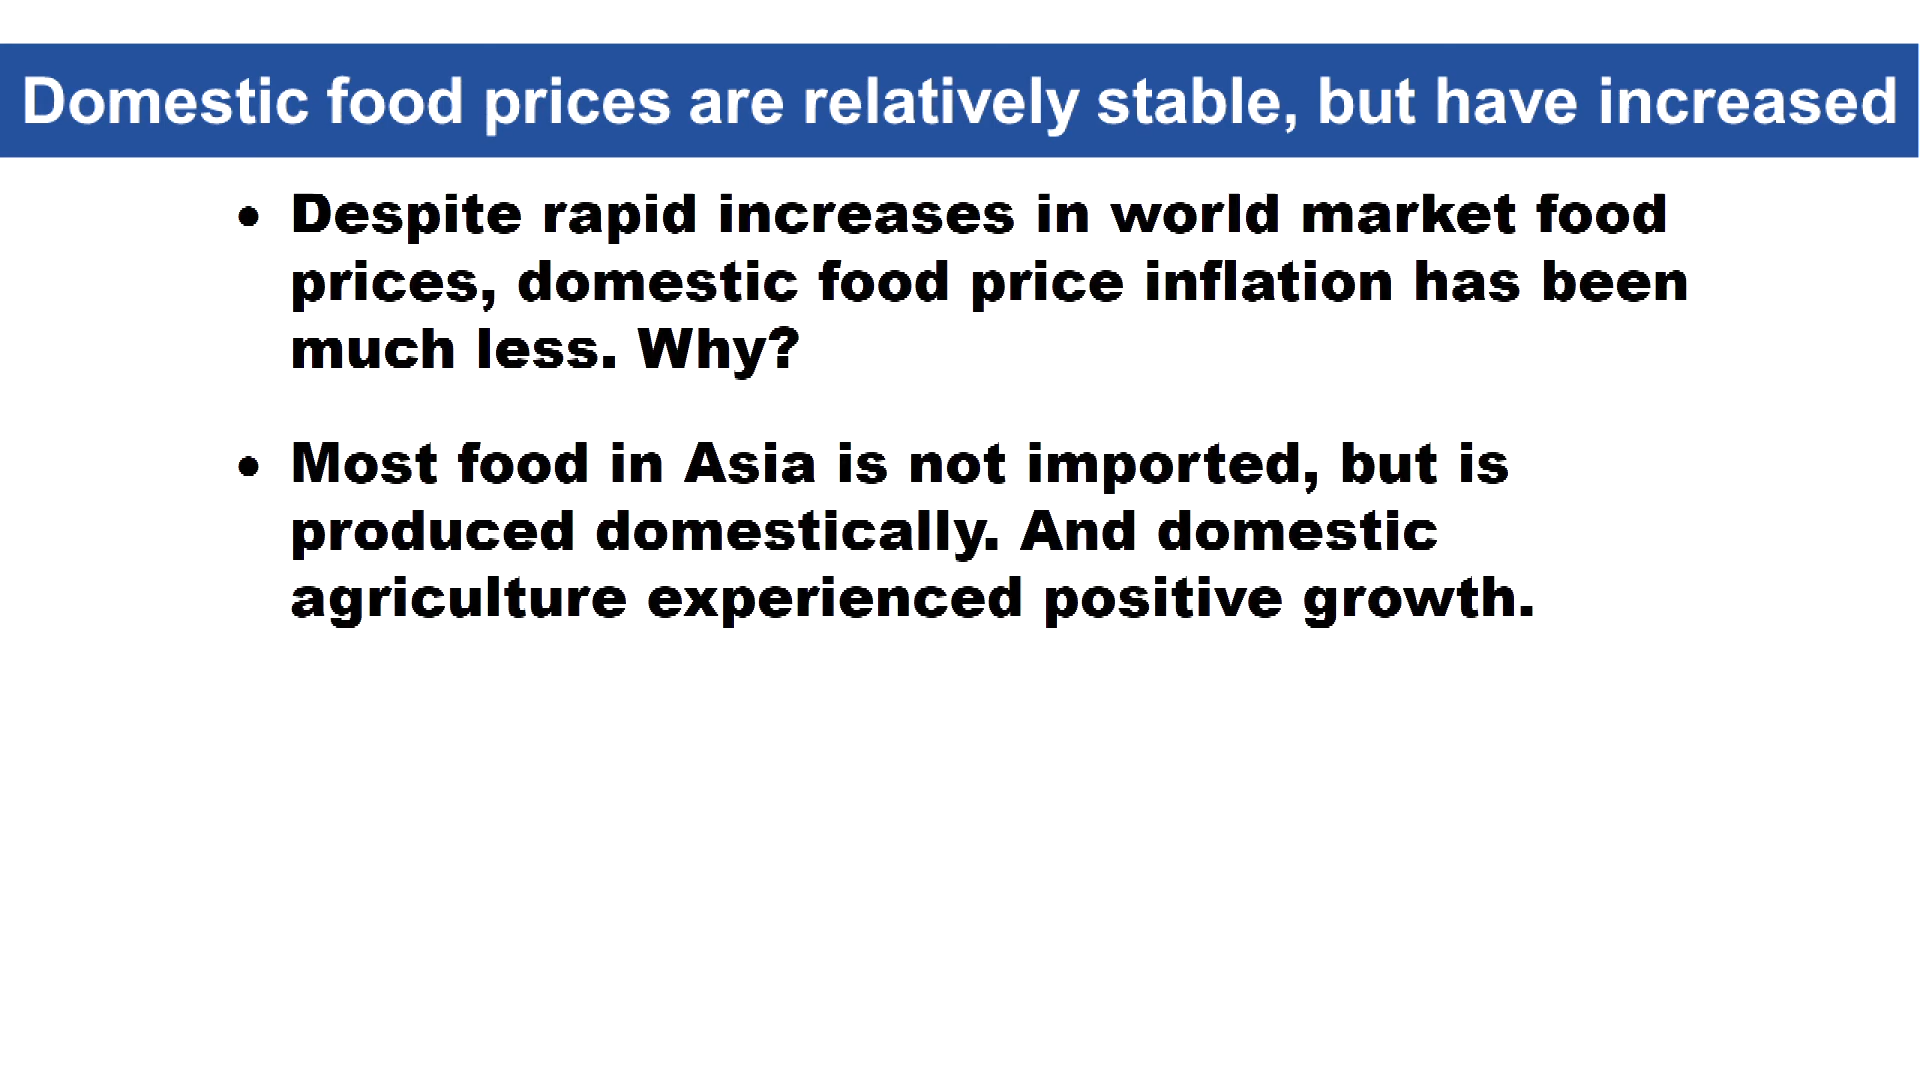 Domestic food prices are relatively stable, but have increased
• Despite rapid increases in world market food
prices, domestic food price inflation has been
much less. Why?
• Most food in Asia is not imported, but is
produced domestically. And domestic
agriculture experienced positive growth.